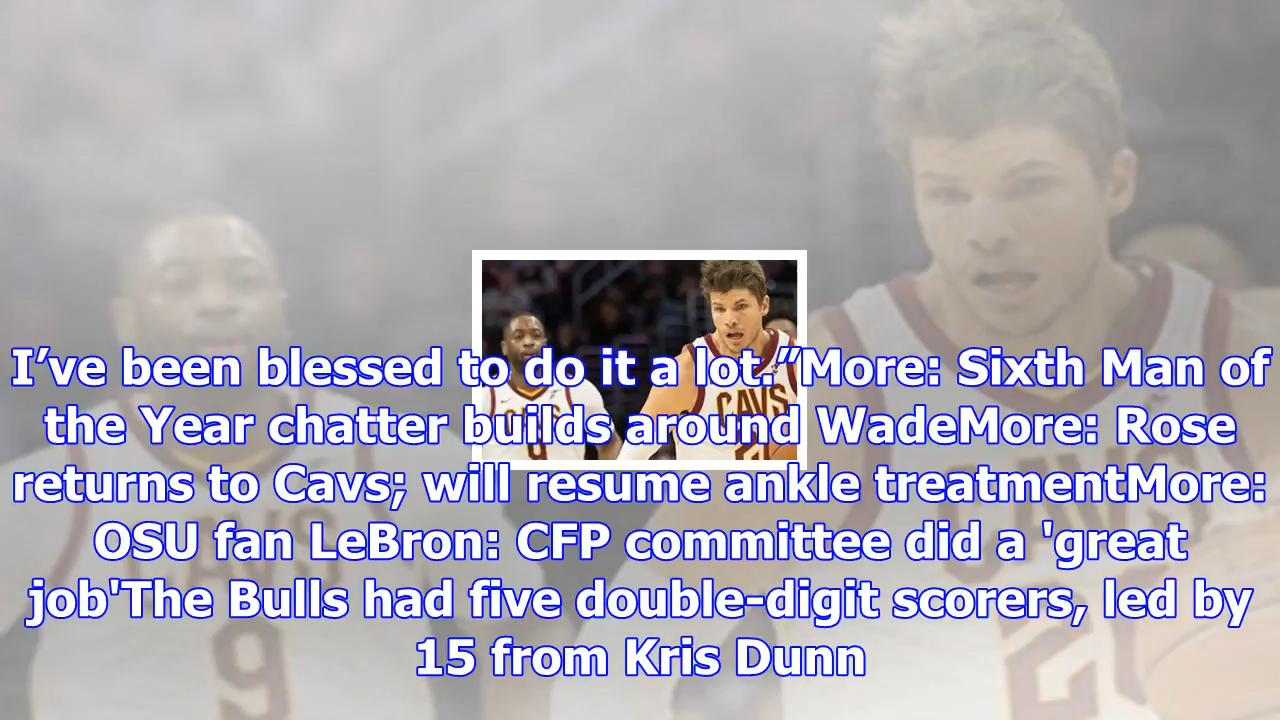 I’ve been blessed to do it a lot.”More: Sixth Man of
the Year chatter builds around WadeMore: Rose
returns to Cavs; will resume ankle treatmentMore:
OSU fan LeBron: CFP committee did a 'great
job'The Bulls had five double-digit scorers, led by
15 from Kris Dunn
CAVS
9